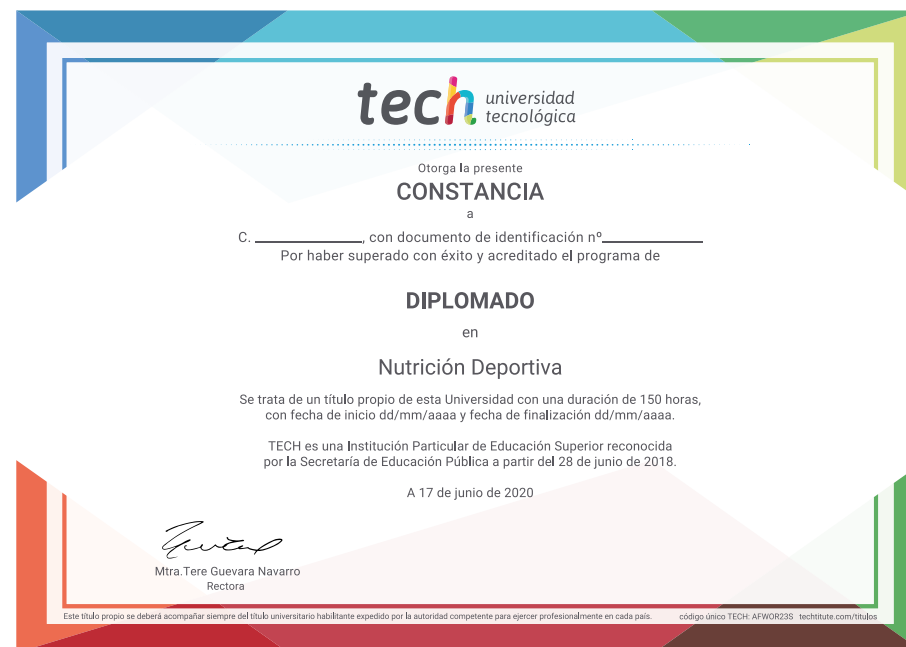 tech universidad
tecnológica
Otorga la presente
CONSTANCIA
a
C. ____________, con documento de identificación nº____________
Por haber superado con éxito y acreditado el programa de
DIPLOMADO
en
Nutrición Deportiva
Se trata de un título propio de esta Universidad con una duración de 150 horas,
con fecha de inicio dd/mm/aaaa y fecha de finalización dd/mm/aaaa.
TECH es una Institución Particular de Educación Superior reconocida
por la Secretaría de Educación Pública a partir del 28 de junio de 2018.
A 17 de junio de 2020
Mtra.Tere Guevara Navarro
Rectora
Este título propio se deberá acompañar siempre del título universitario habilitante expedido por la autoridad competente para ejercer profesionalmente en cada país. código único TECH: AFWOR23S techtitute.com/titulos